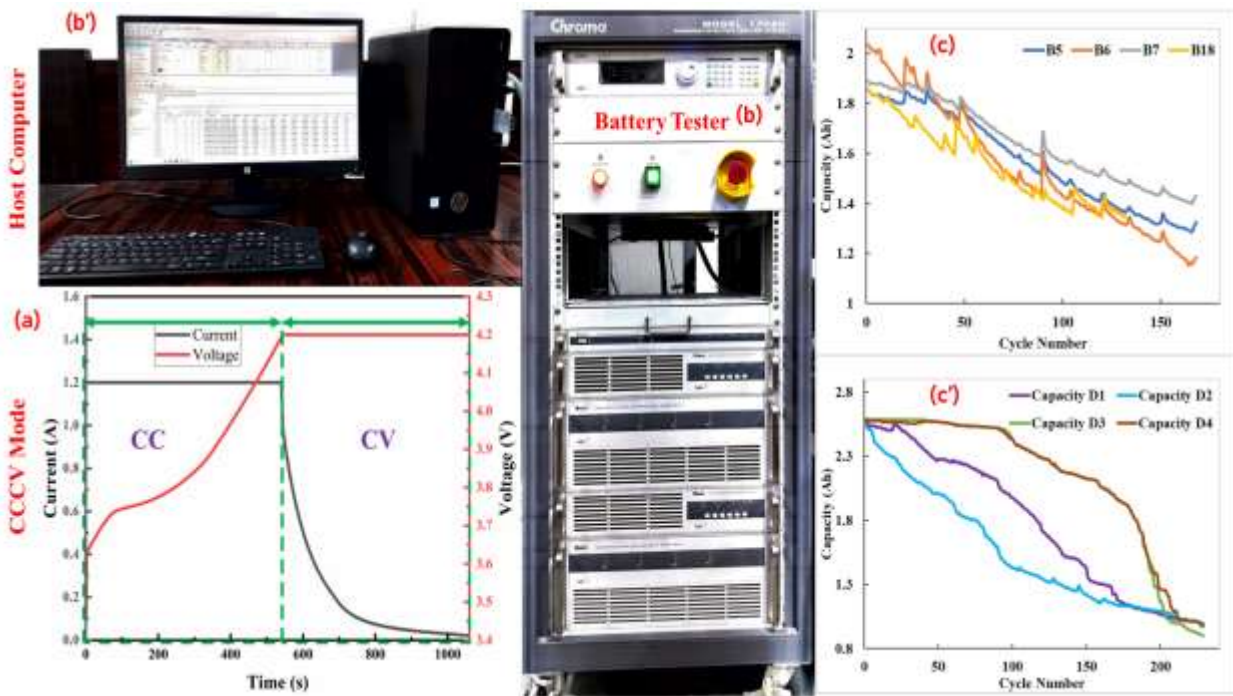 (b')
Host Computer
Chroma
Battery Tester (b)
(c)
B5 B6 B7 B18
2
1.8
1.6
1.4
1.2
1
0 50 100 150
Capacity (Ah)
Cycle Number
(a)
CCCV Mode
1.6
1.4
1.2
1.0
0.8
0.6
0.4
0.2
0.0
Current (A)
Current
Voltage
CC
CV
4.3
4.2
4.1
4.0
3.9
3.8
3.7
3.6
3.5
3.4
Voltage (V)
0 200 400 600 800 1000
Time (s)
(c')
Capacity D1 Capacity D2
Capacity D3 Capacity D4
2.8
2.3
1.8
1.3
0.8
0 50 100 150 200
Capacity (Ah)
Cycle Number